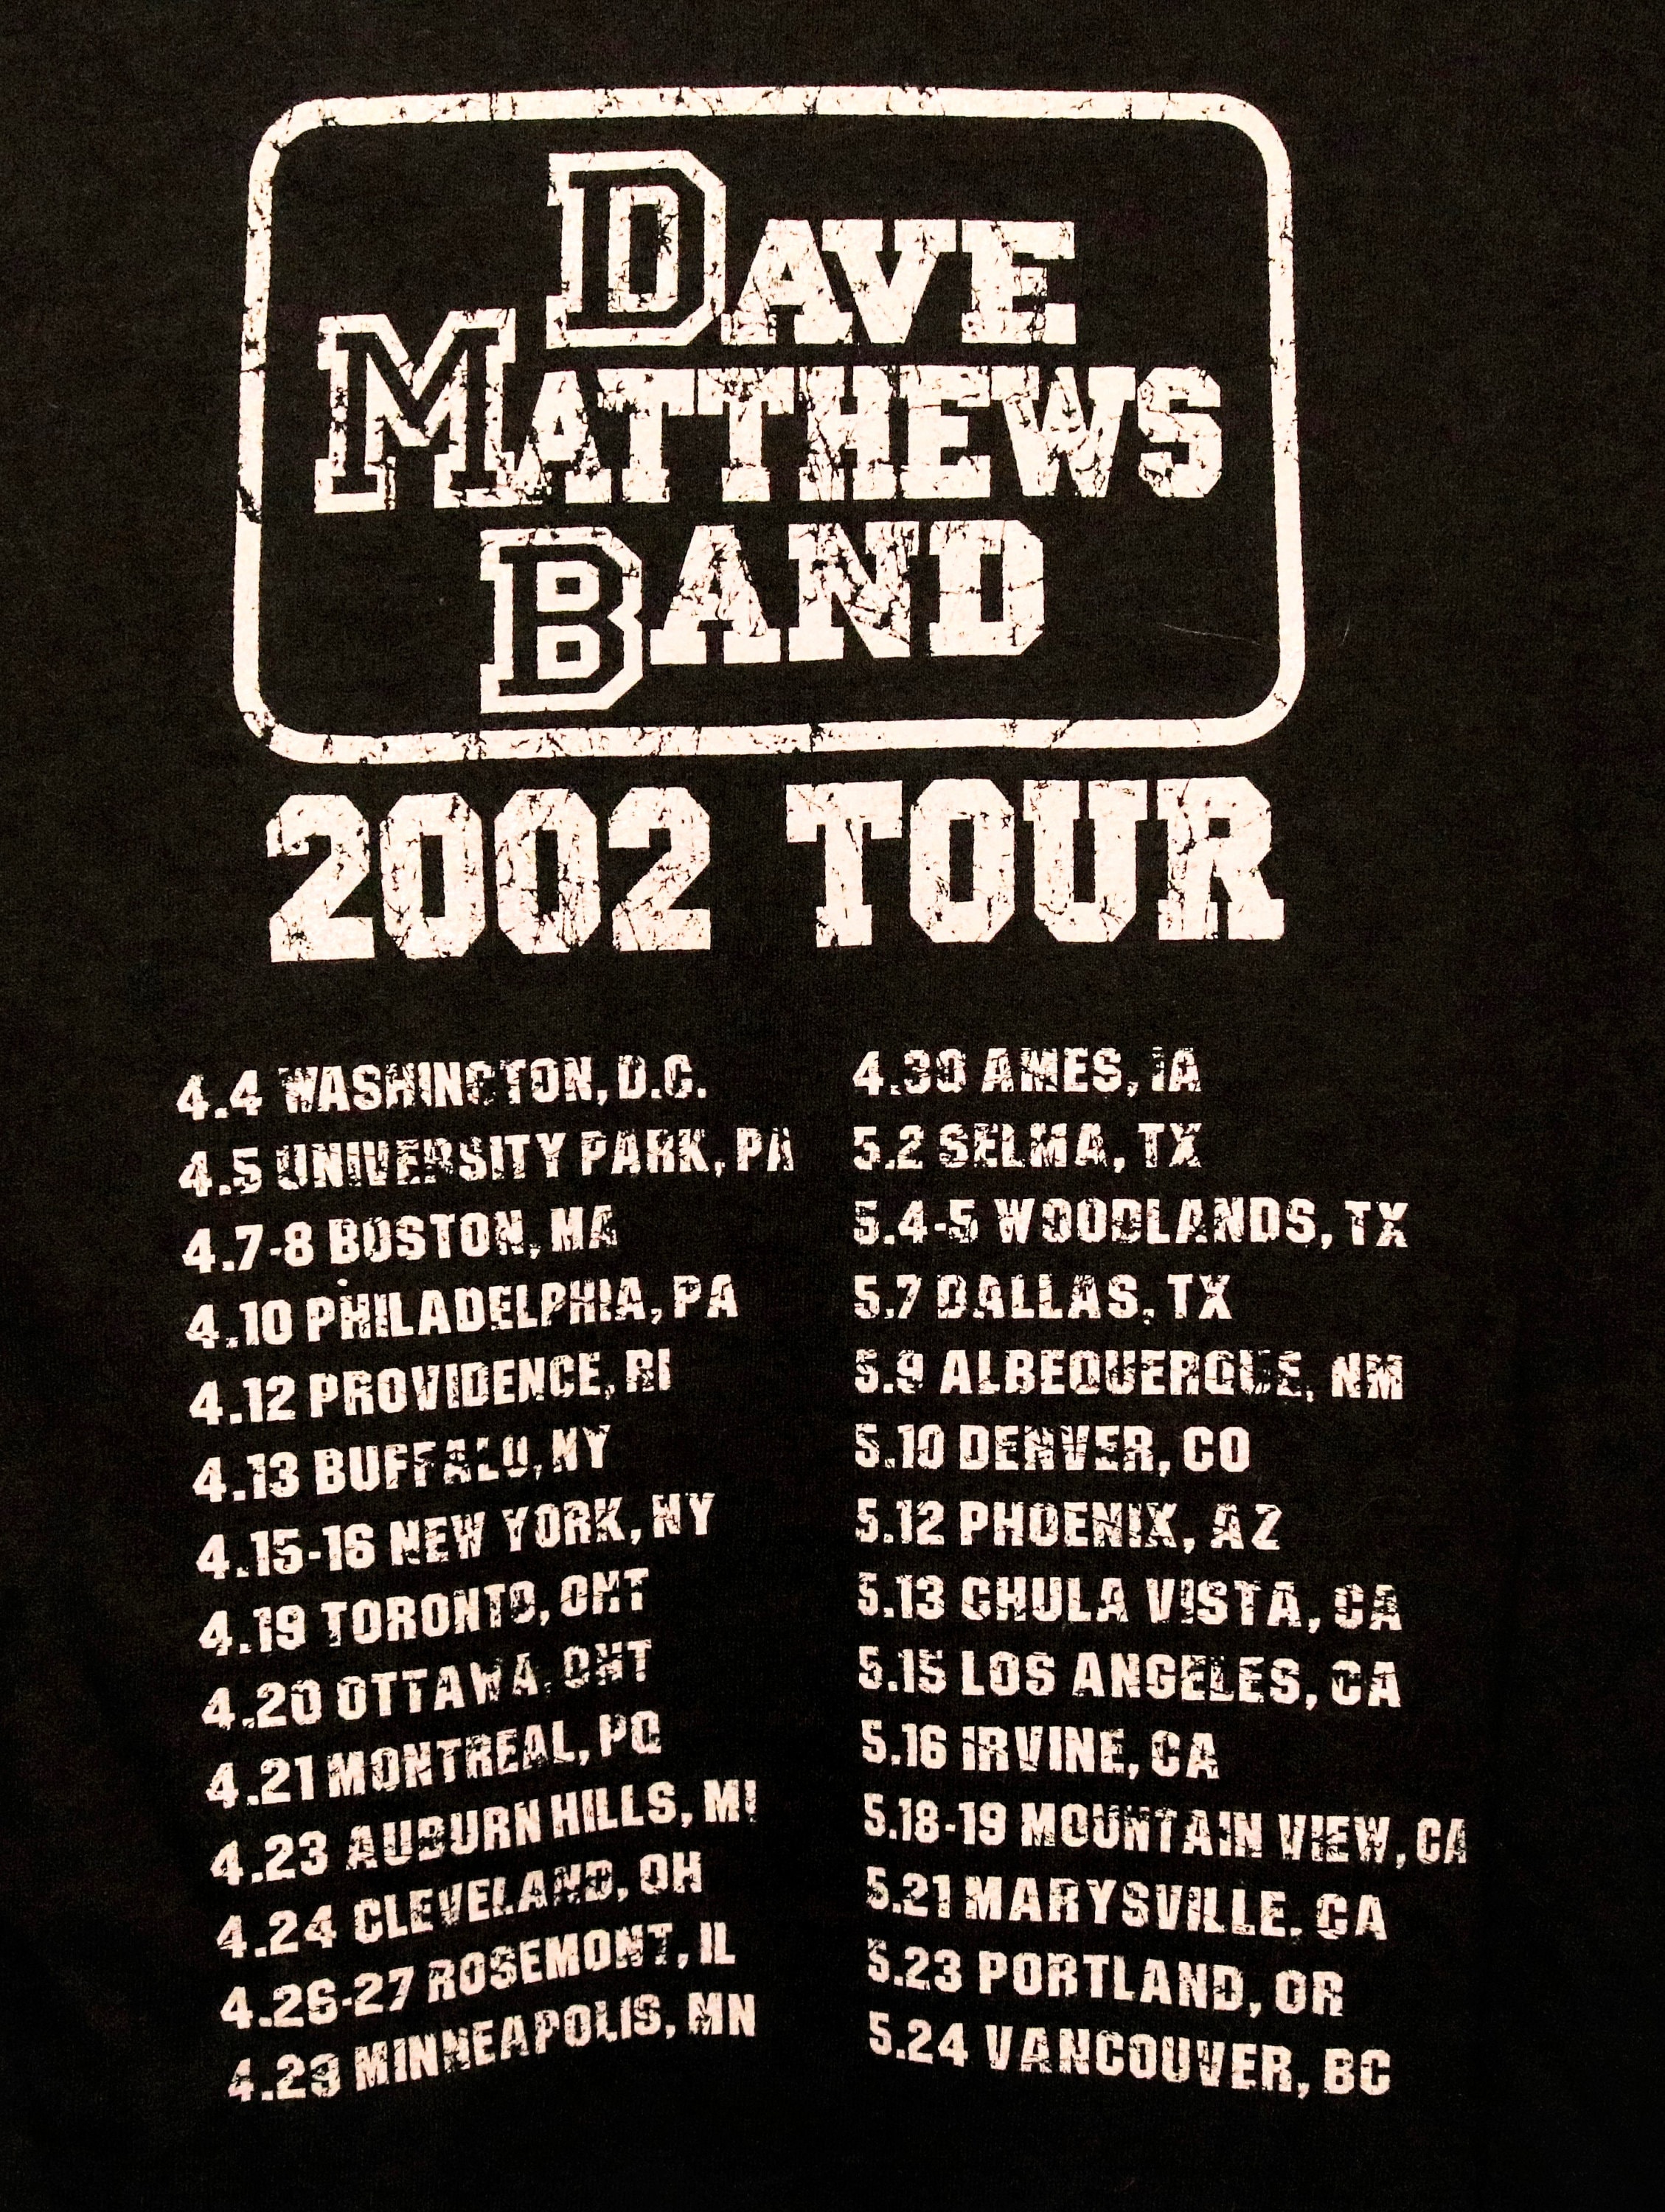 DAVE
MATTHEWS
BAND
2002 TOUR
4.4 WASHINGTON, D.C.
4.5 UNIVERSITY PARK, PA
4.7-8 BOSTON, MA
4.10 PHILADELPHIA, PA
4.12 PROVIDENCE, RI
4.13 BUFFALO, NY
4.15-16 NEW YORK, NY
4.19 TORONTO, ONT
4.20 OTTAWA, ONT
4.21 MONTREAL, PQ
4.23 AUBURN HILLS, MI
4.24 CLEVELAND, OH
4.26-27 ROSEMONT, IL
4.29 MINNEAPOLIS, MN
4.30 AMES, IA
5.2 SELMA, TX
5.4-5 WOODLANDS, TX
5.7 DALLAS, TX
5.9 ALBEQUERQUE, NM
5.10 DENVER, CO
5.12 PHOENIX, AZ
5.13 CHULA VISTA, CA
5.15 LOS ANGELES, CA
5.16 IRVINE, CA
5.18-19 MOUNTAIN VIEW, CA
5.21 MARYSVILLE, CA
5.23 PORTLAND, OR
5.24 VANCOUVER, BC